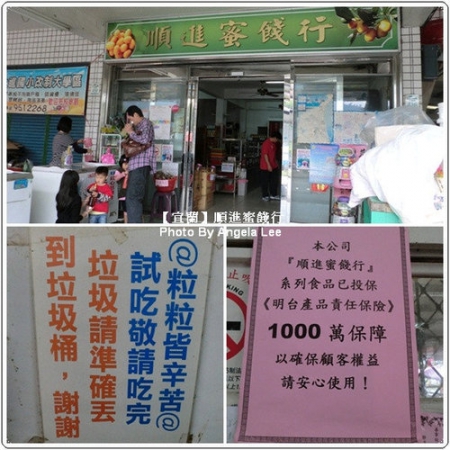 順進蜜餞行
9512268
【宜蘭】順進蜜餞行
Photo By Angela Lee
@粒粒皆辛苦@
試吃敬請吃完
垃圾請準確丟
到垃圾桶，謝謝
本公司
『順進蜜餞行』
系列食品已投保
《明台產品責任保險》
1000 萬保障
以確保顧客權益
請安心使用！